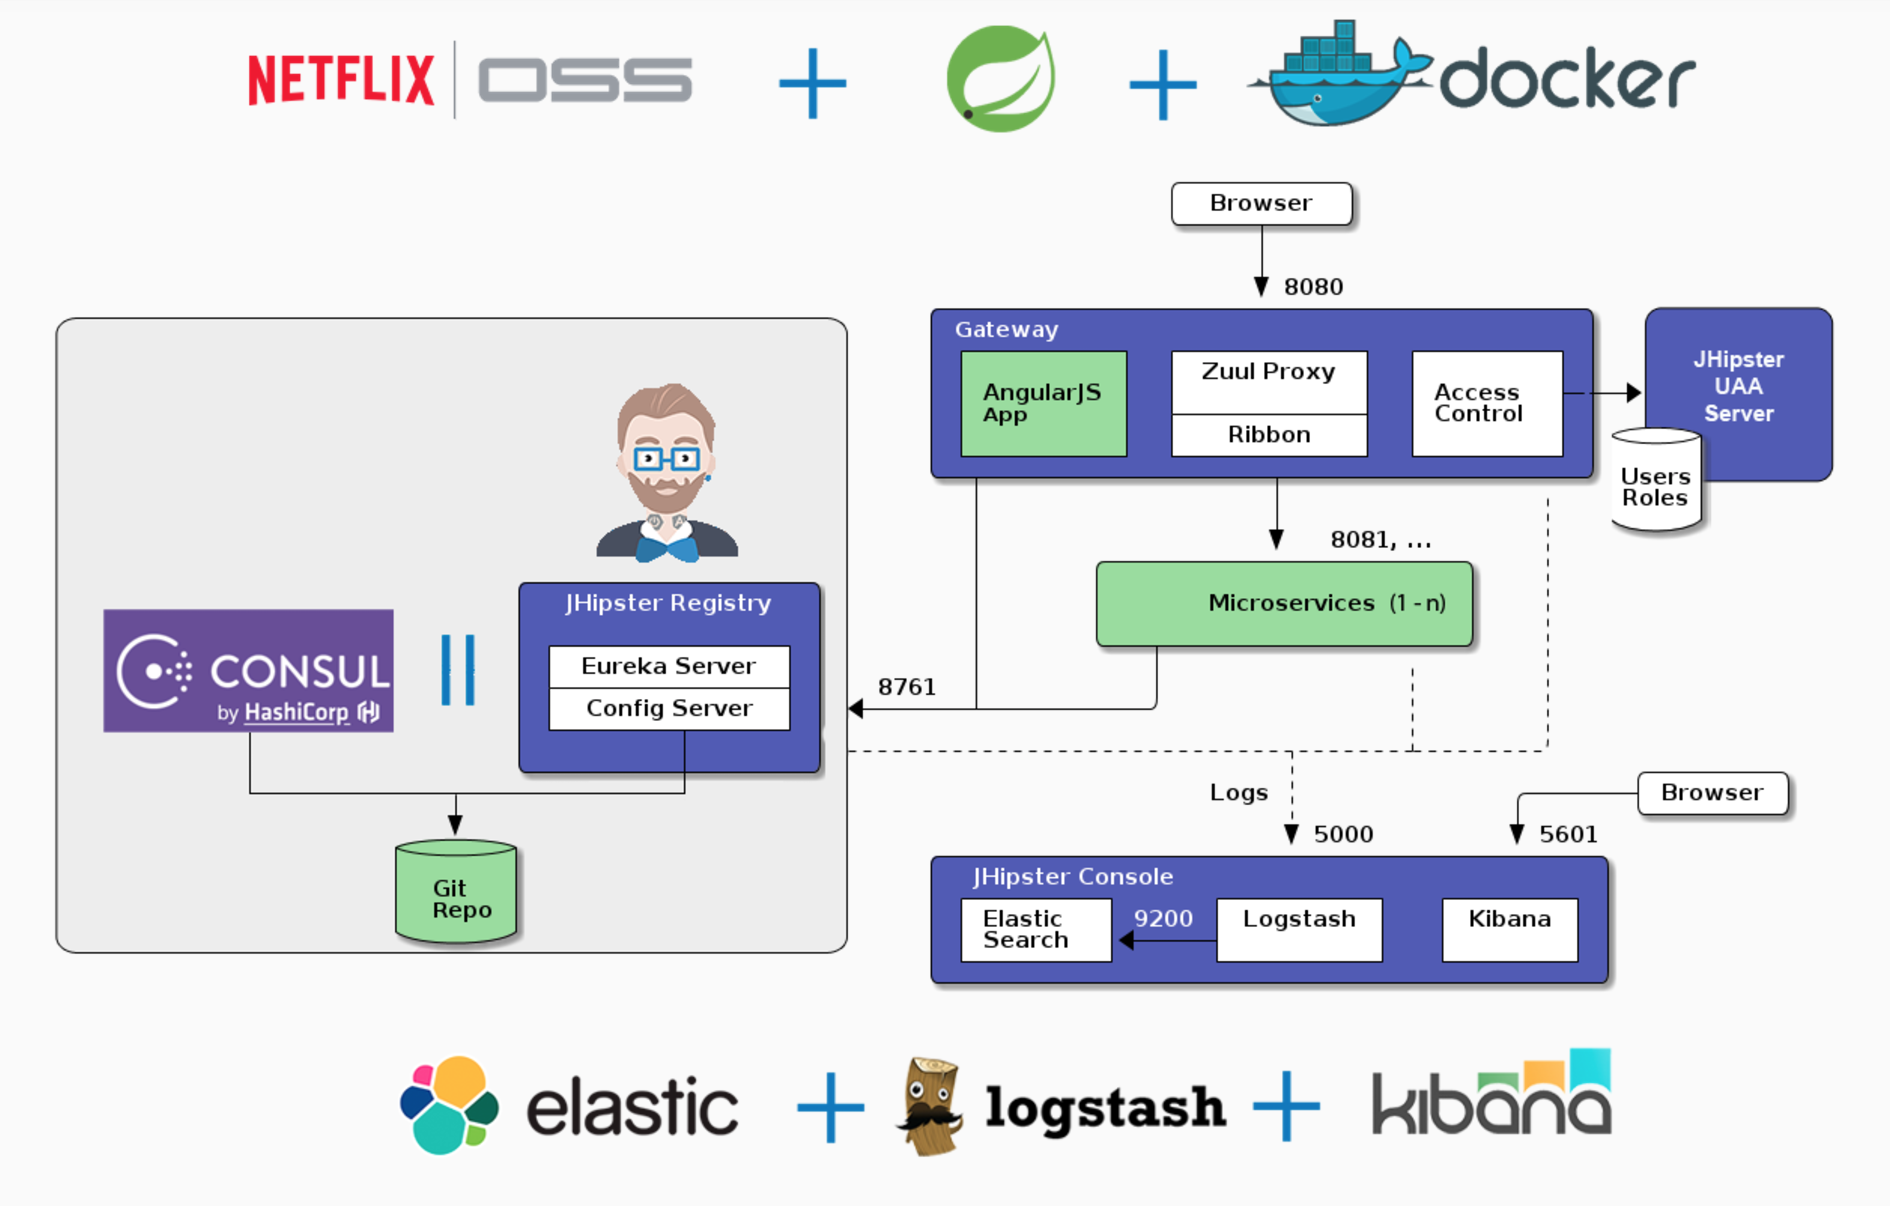 NETFLIX OSS
docker
Browser
8080
Gateway
AngularJS
App
Zuul Proxy
Ribbon
Access
Control
JHipster
UAA
Server
Users
Roles
8081, ...
Microservices (1 - n)
JHipster Registry
Eureka Server
Config Server
CONSUL
by HashiCorp
8761
Git
Repo
Logs
5000
Browser
5601
JHipster Console
Elastic
Search
9200
Logstash
Kibana
elastic
logstash
kibana